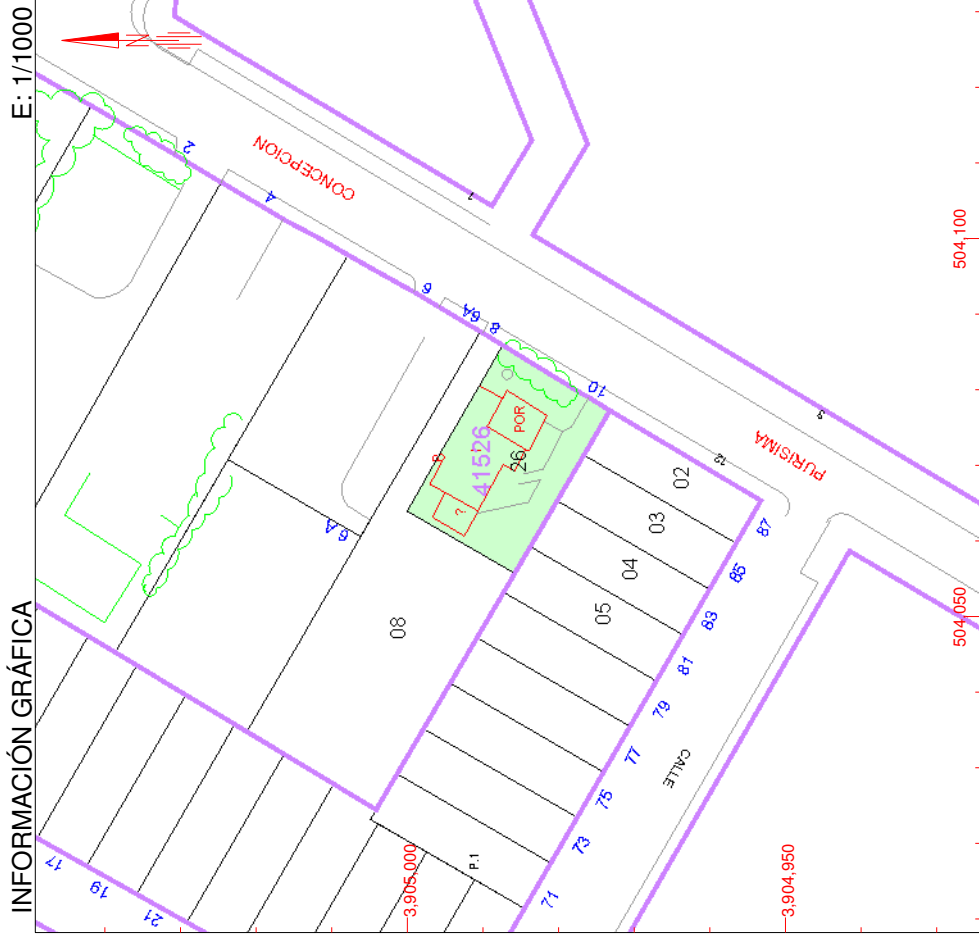 INFORMACIÓN GRÁFICA
E: 1/1000
N
CONCEPCION
PURISIMA
CALLE
2
4
6
6A
8
10
12
6A
41526
26
POR
08
02
03
04
05
87
85
83
81
79
77
75
73
71
P.1
17
19
21
504,100
504,050
3,905,000
3,904,950